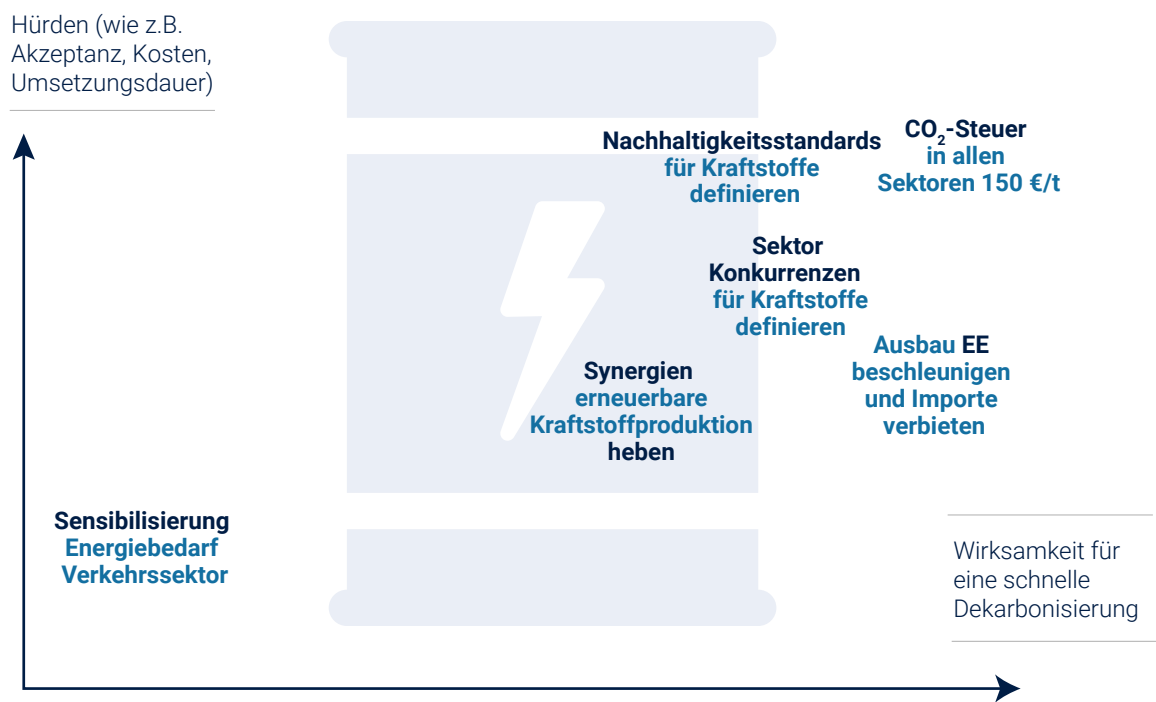 Hürden (wie z.B.
Akzeptanz, Kosten,
Umsetzungsdauer)
Nachhaltigkeitsstandards
für Kraftstoffe
definieren
CO₂-Steuer
in allen
Sektoren 150 €/t
Sektor
Konkurrenzen
für Kraftstoffe
definieren
Ausbau EE
beschleunigen
und Importe
verbieten
Synergien
erneuerbare
Kraftstoffproduktion
heben
Sensibilisierung
Energiebedarf
Verkehrssektor
Wirksamkeit für
eine schnelle
Dekarbonisierung